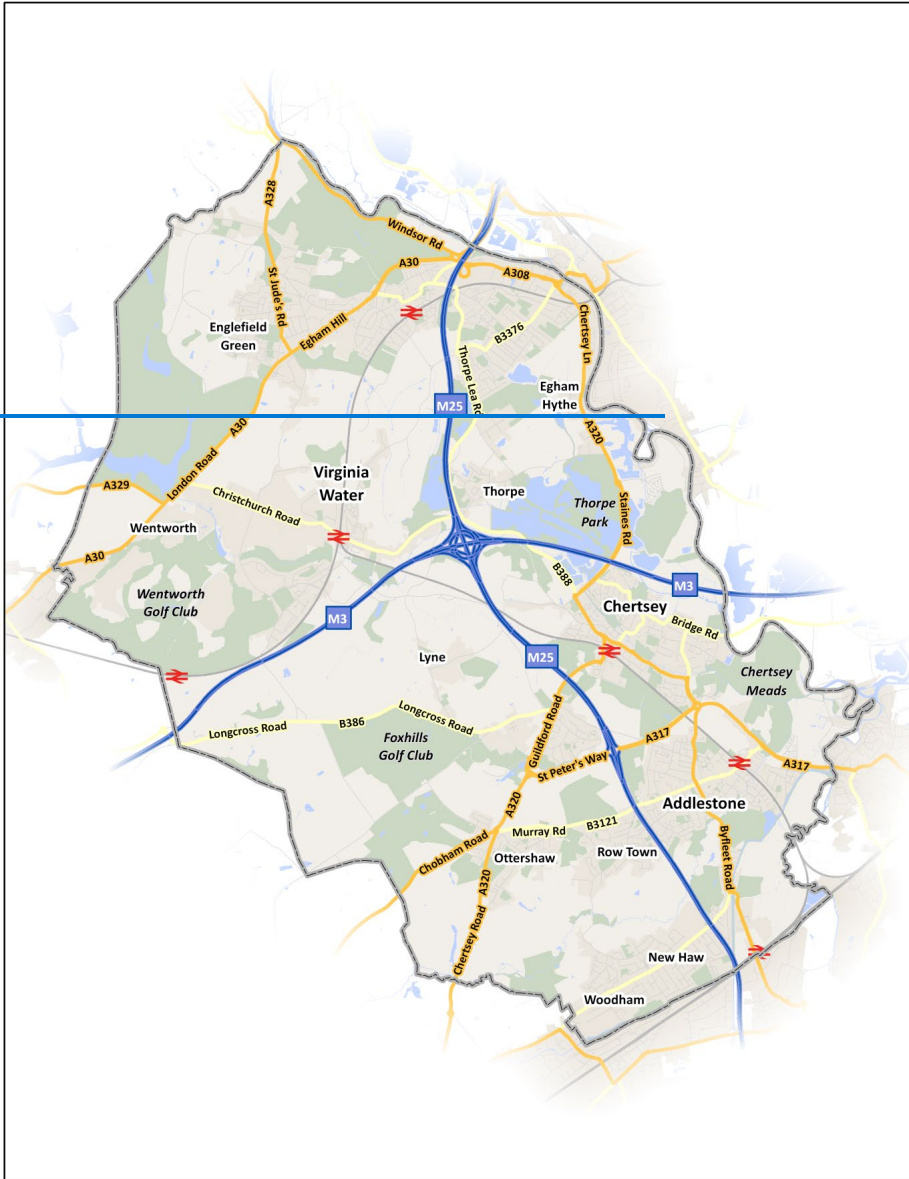 A328
Windsor Rd
A30
A308
St Jude's Rd
Chertsey Ln
Englefield
Green
Egham Hill
B3376
Thorpe Lea Rd
Egham
Hythe
M25
A30
A320
London Road
Virginia
Water
A329
Christchurch Road
Thorpe
Thorpe
Park
Staines Rd
Wentworth
A30
B388
M3
Wentworth
Golf Club
Chertsey
M3
Bridge Rd
Lyne
M25
Chertsey
Meads
Longcross Road
B386
Longcross Road
Guildford Road
Foxhills
Golf Club
A317
St Peter's Way
A317
A320
Addlestone
Murray Rd
B3121
Chobham Road
Ottershaw
Row Town
Byfleet Road
A320
Chertsey Road
New Haw
Woodham